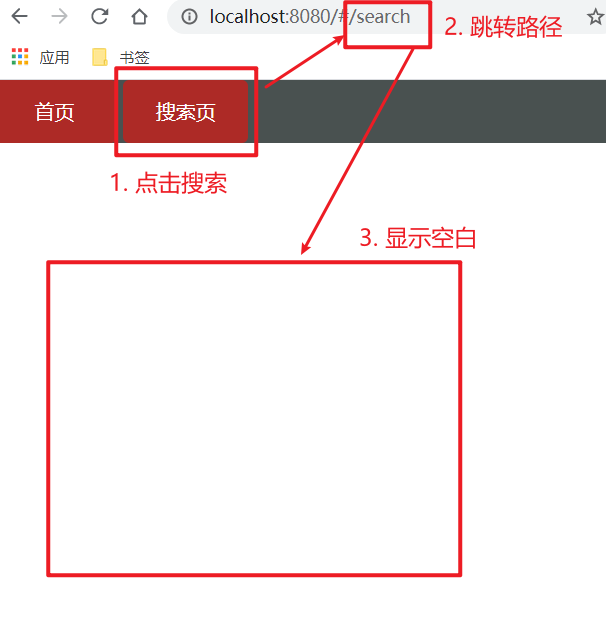 localhost:8080/#/search
2. 跳转路径
应用 书签
首页 搜索页
1. 点击搜索
3. 显示空白